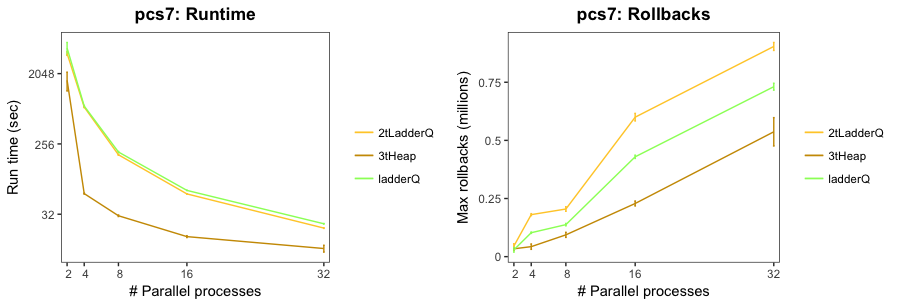 pcs7: Runtime
Run time (sec)
2048
256
32
2 4 8 16 32
# Parallel processes
2tLadderQ
3tHeap
ladderQ
pcs7: Rollbacks
Max rollbacks (millions)
0.75
0.5
0.25
0
2 4 8 16 32
# Parallel processes
2tLadderQ
3tHeap
ladderQ